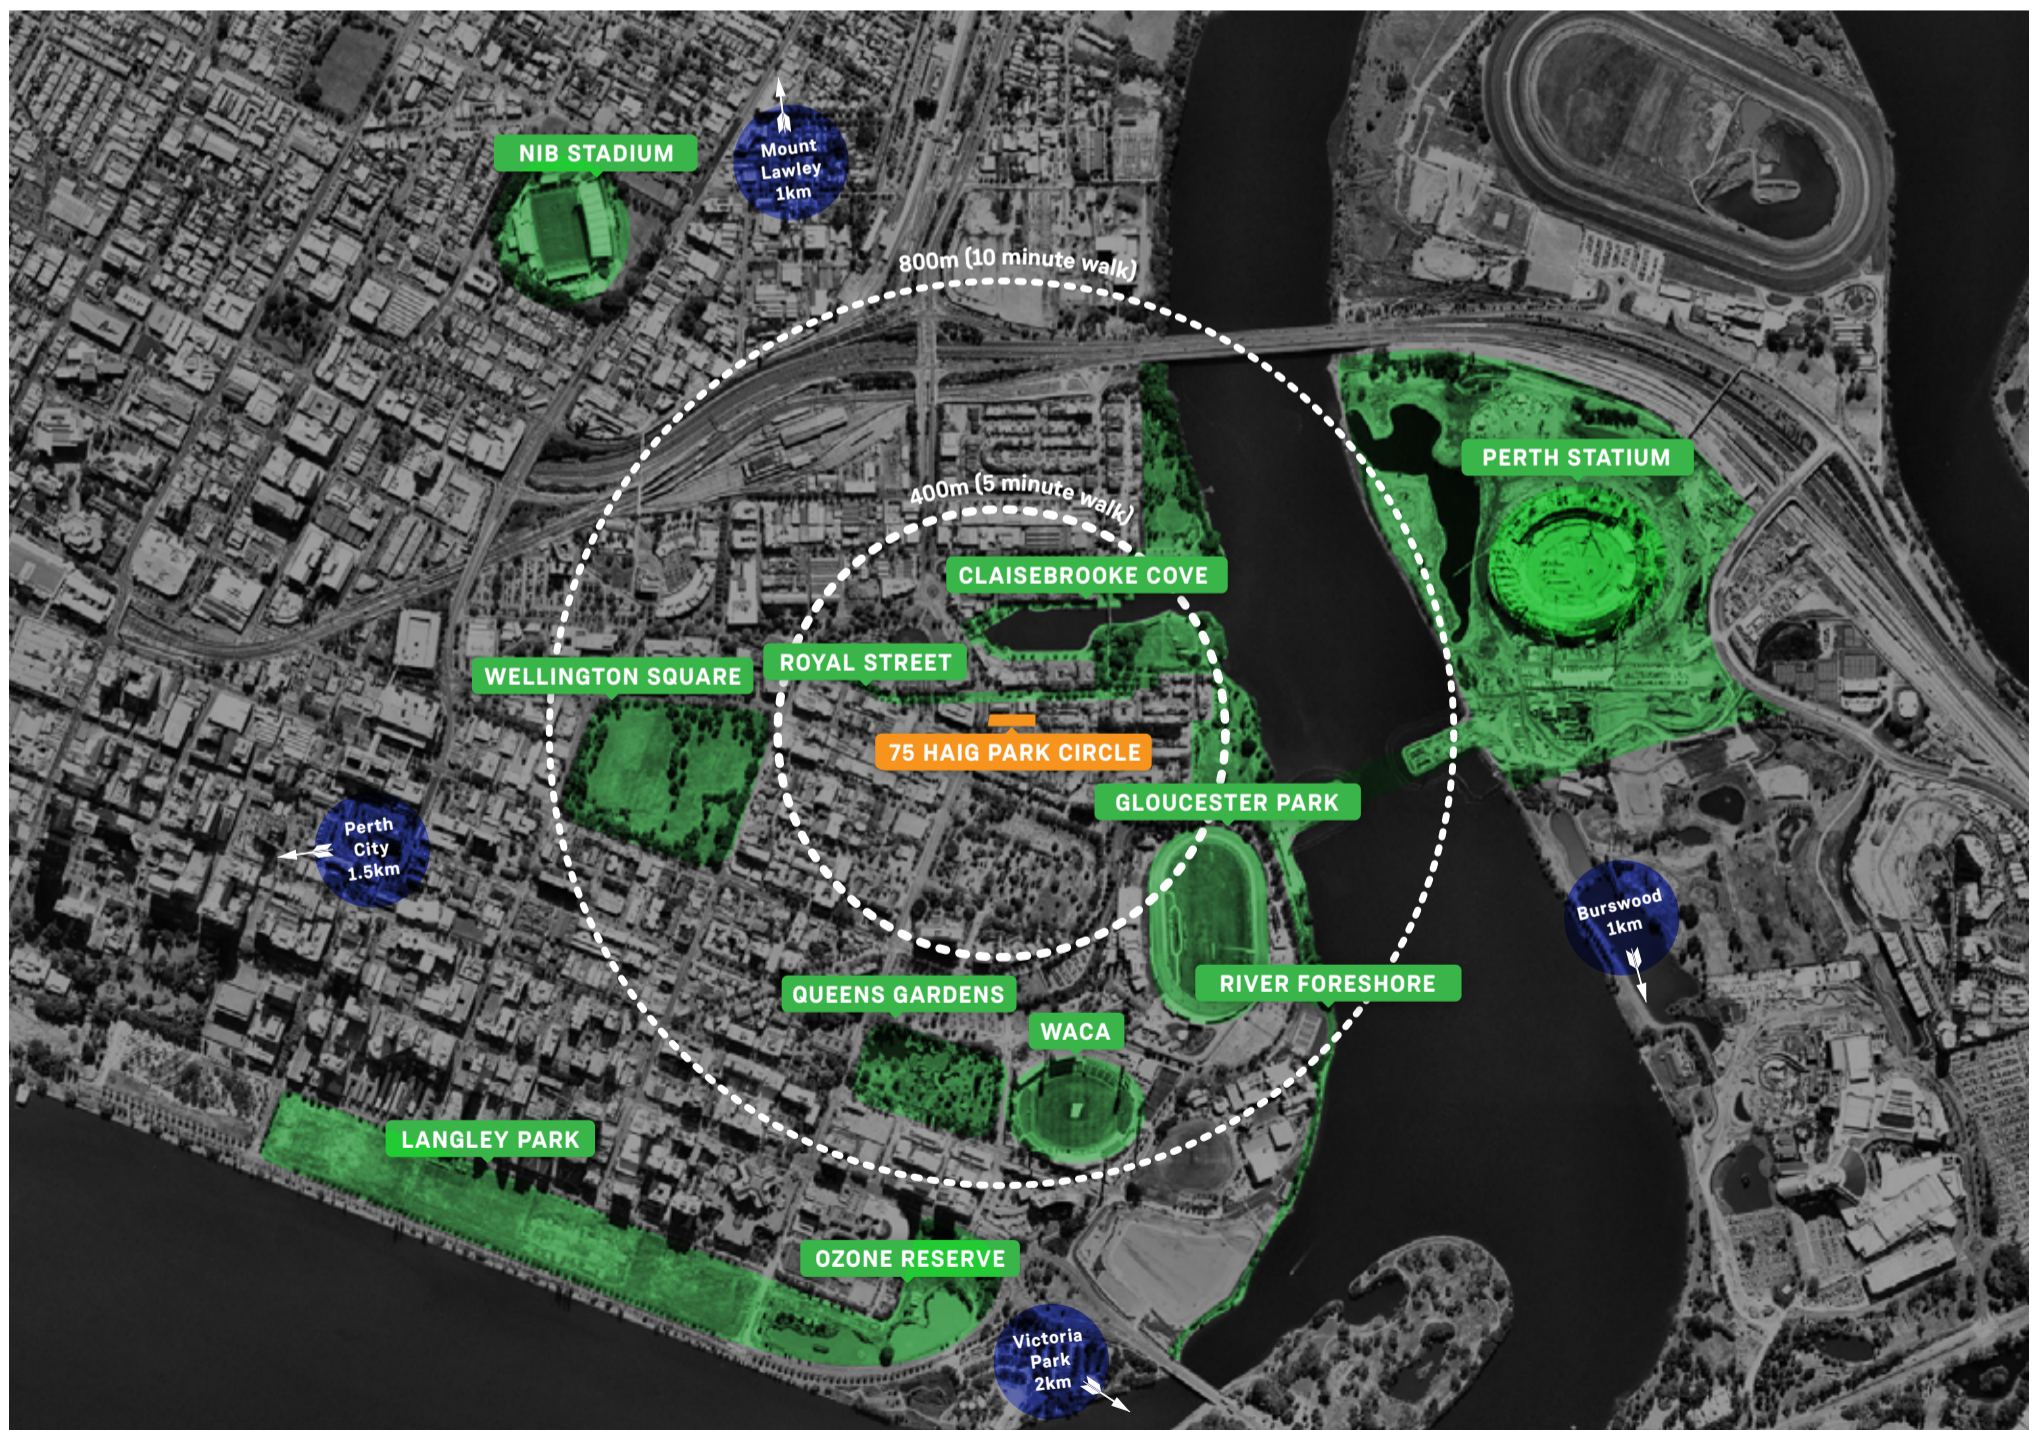 NIB STADIUM
Mount
Lawley
1km
800m (10 minute walk)
PERTH STATIUM
400m (5 minute walk)
CLAISEBROOKE COVE
ROYAL STREET
WELLINGTON SQUARE
75 HAIG PARK CIRCLE
GLOUCESTER PARK
Perth
City
1.5km
Burswood
1km
RIVER FORESHORE
QUEENS GARDENS
WACA
LANGLEY PARK
OZONE RESERVE
Victoria
Park
2km